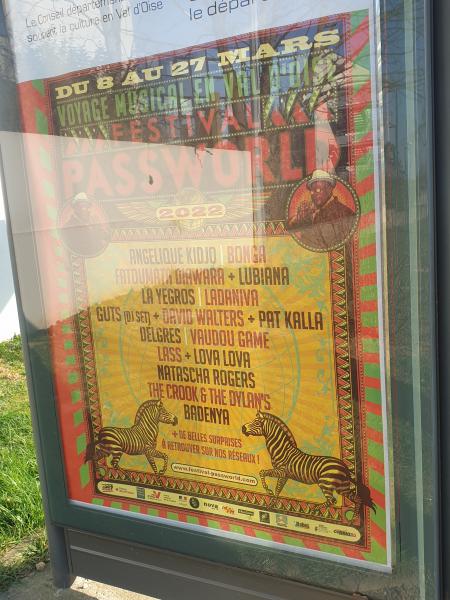 Le Conseil départemental
soutient la culture en Val d'Oise
le dépar
DU 8 AU 27 MARS
VOYAGE MUSICAL EN VAL D'OISE
FESTIVAL
PASSWORLD
2022
ANGELIQUE KIDJO | BONGA
FATOUMATA DIAWARA + LUBIANA
LA YEGROS | LADANIVA
GUTS (DJ SET) + DAVID WALTERS + PAT KALLA
DELGRES | VAUDOU GAME
LASS + LOVA LOVA
NATASCHA ROGERS
THE CROOK & THE DYLAN'S
BADENYA
+ DE BELLES SURPRISES
À RETROUVER SUR NOS RÉSEAUX !
www.festival-passworld.com
nova